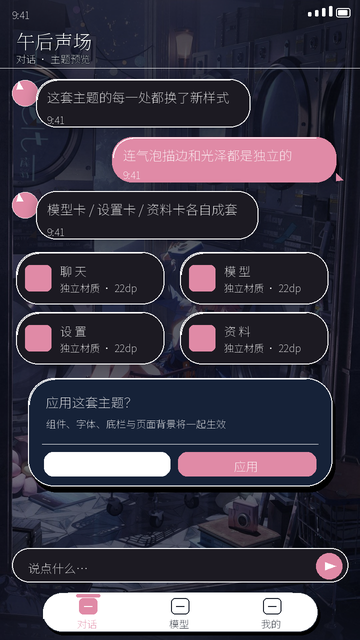 9:41
午后声场
对话 · 主题预览
这套主题的每一处都换了新样式
9:41
连气泡描边和光泽都是独立的
9:41
模型卡 / 设置卡 / 资料卡各自成套
9:41
聊天
独立材质 · 22dp
模型
独立材质 · 22dp
设置
独立材质 · 22dp
资料
独立材质 · 22dp
应用这套主题?
组件、字体、底栏与页面背景将一起生效
应用
说点什么…
对话
模型
我的